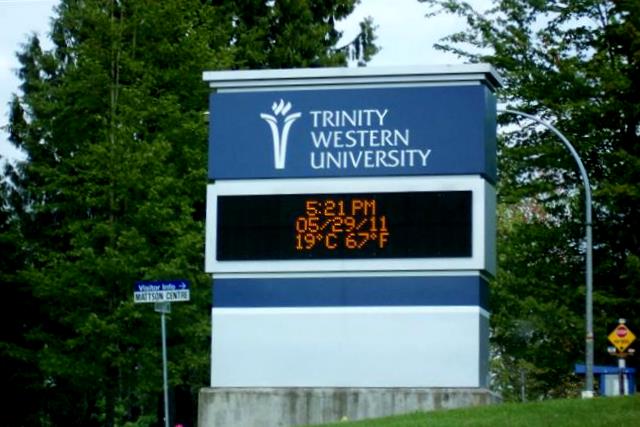 TRINITY
WESTERN
UNIVERSITY
5:21 PM
05/29/11
19°C 67°F
Visitor Info →
MATTSON CENTRE